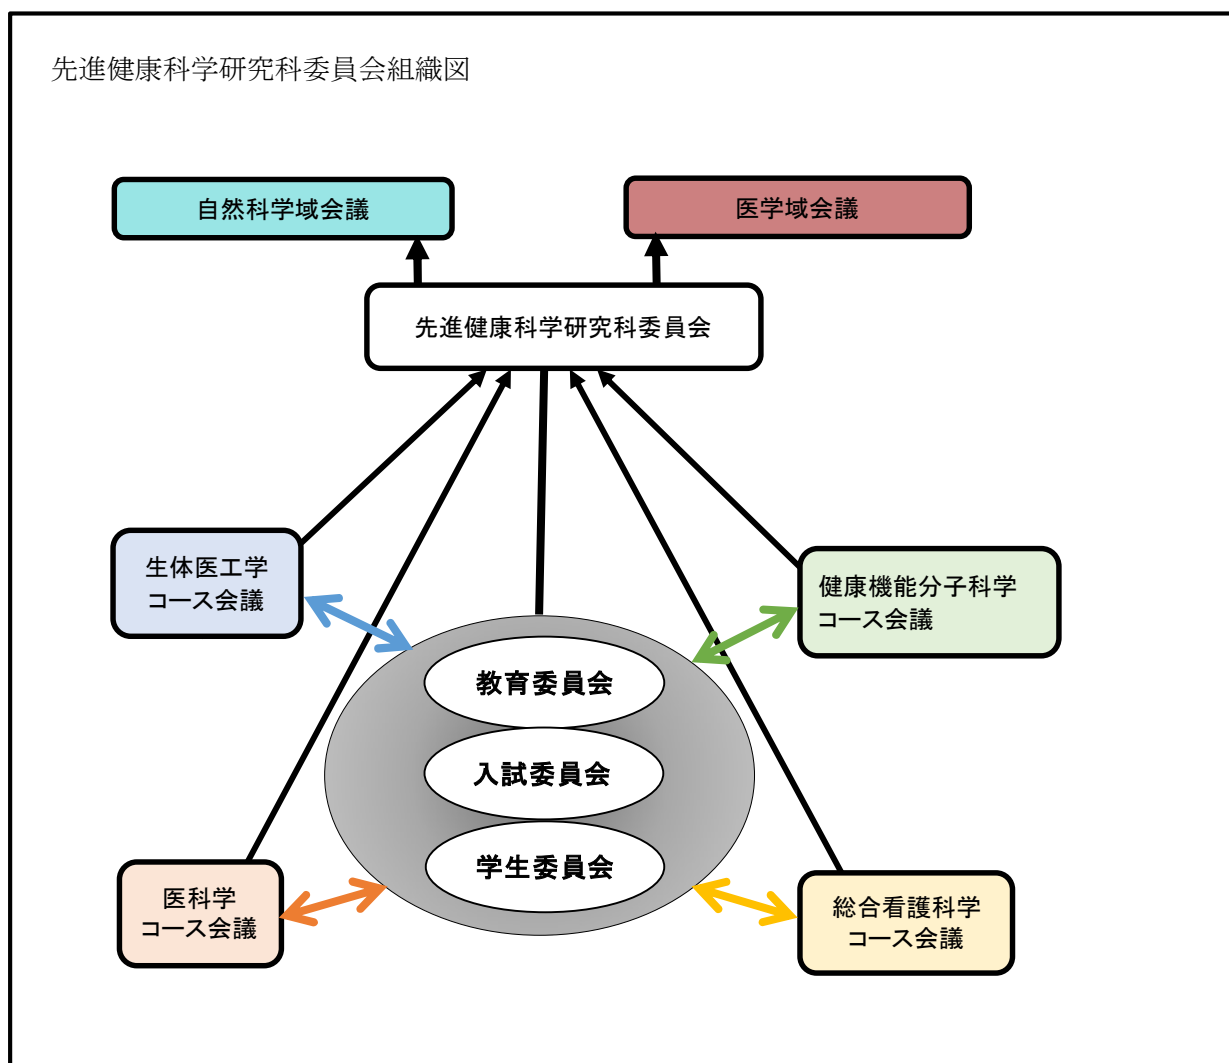 先進健康科学研究科委員会組織図
自然科学域会議
医学域会議
先進健康科学研究科委員会
生体医工学
コース会議
健康機能分子科学
コース会議
教育委員会
入試委員会
学生委員会
医科学
コース会議
総合看護科学
コース会議